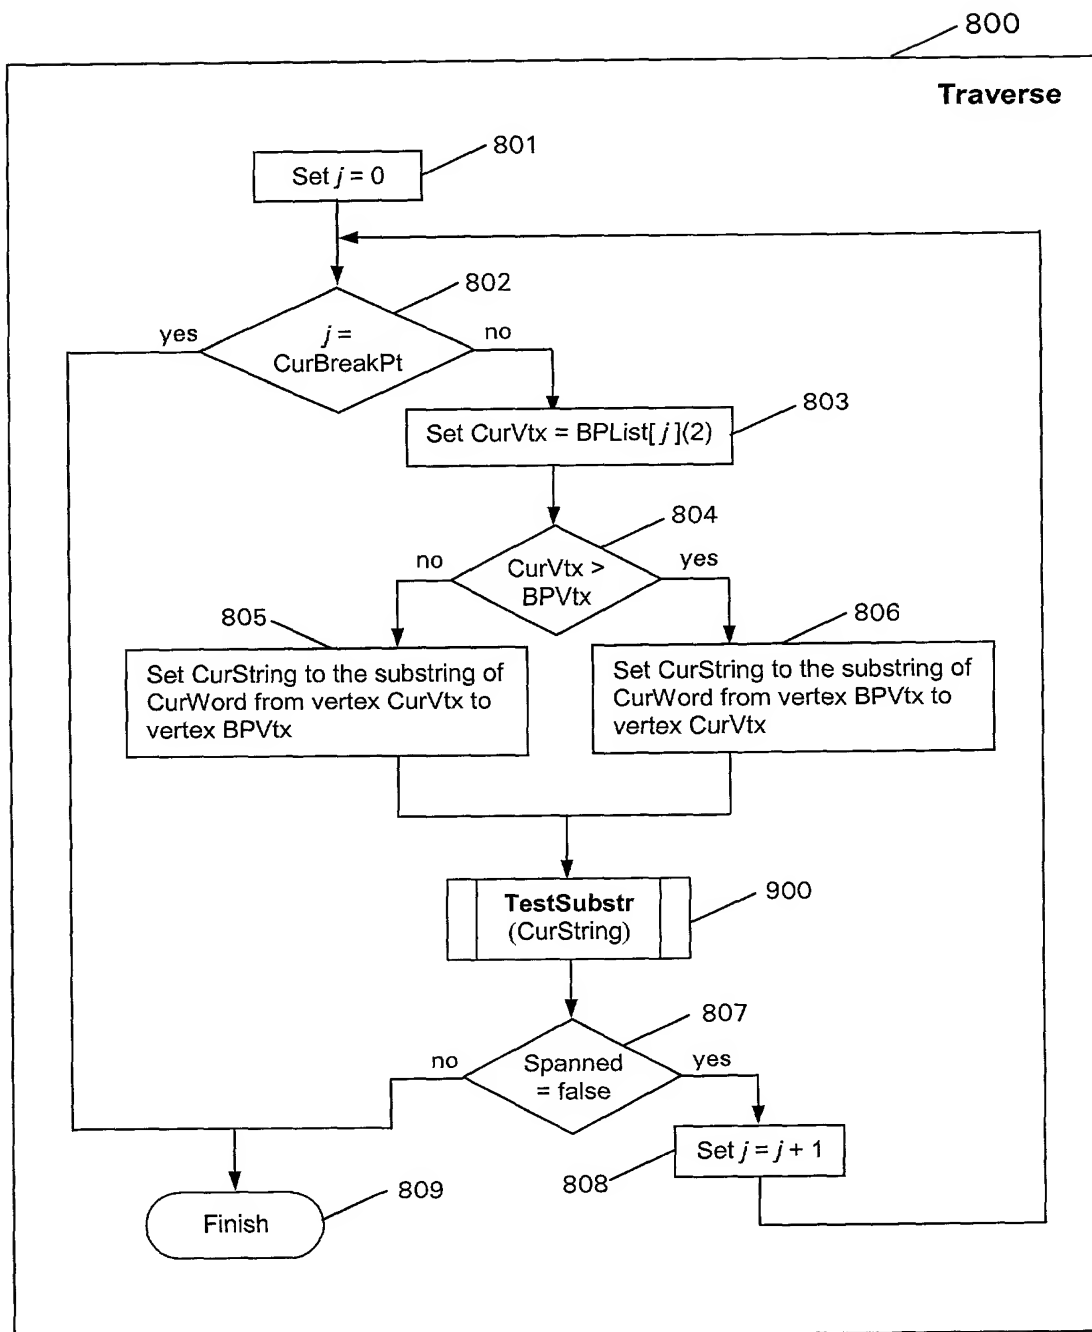 800
Traverse
801
Set j = 0
802
yes
j =
CurBreakPt
no
803
Set CurVtx = BPList[ j ](2)
804
no
CurVtx >
BPVtx
yes
805
806
Set CurString to the substring of
CurWord from vertex CurVtx to
vertex BPVtx
Set CurString to the substring of
CurWord from vertex BPVtx to
vertex CurVtx
TestSubstr
(CurString)
900
807
no
Spanned
= false
yes
Set j = j + 1
808
809
Finish